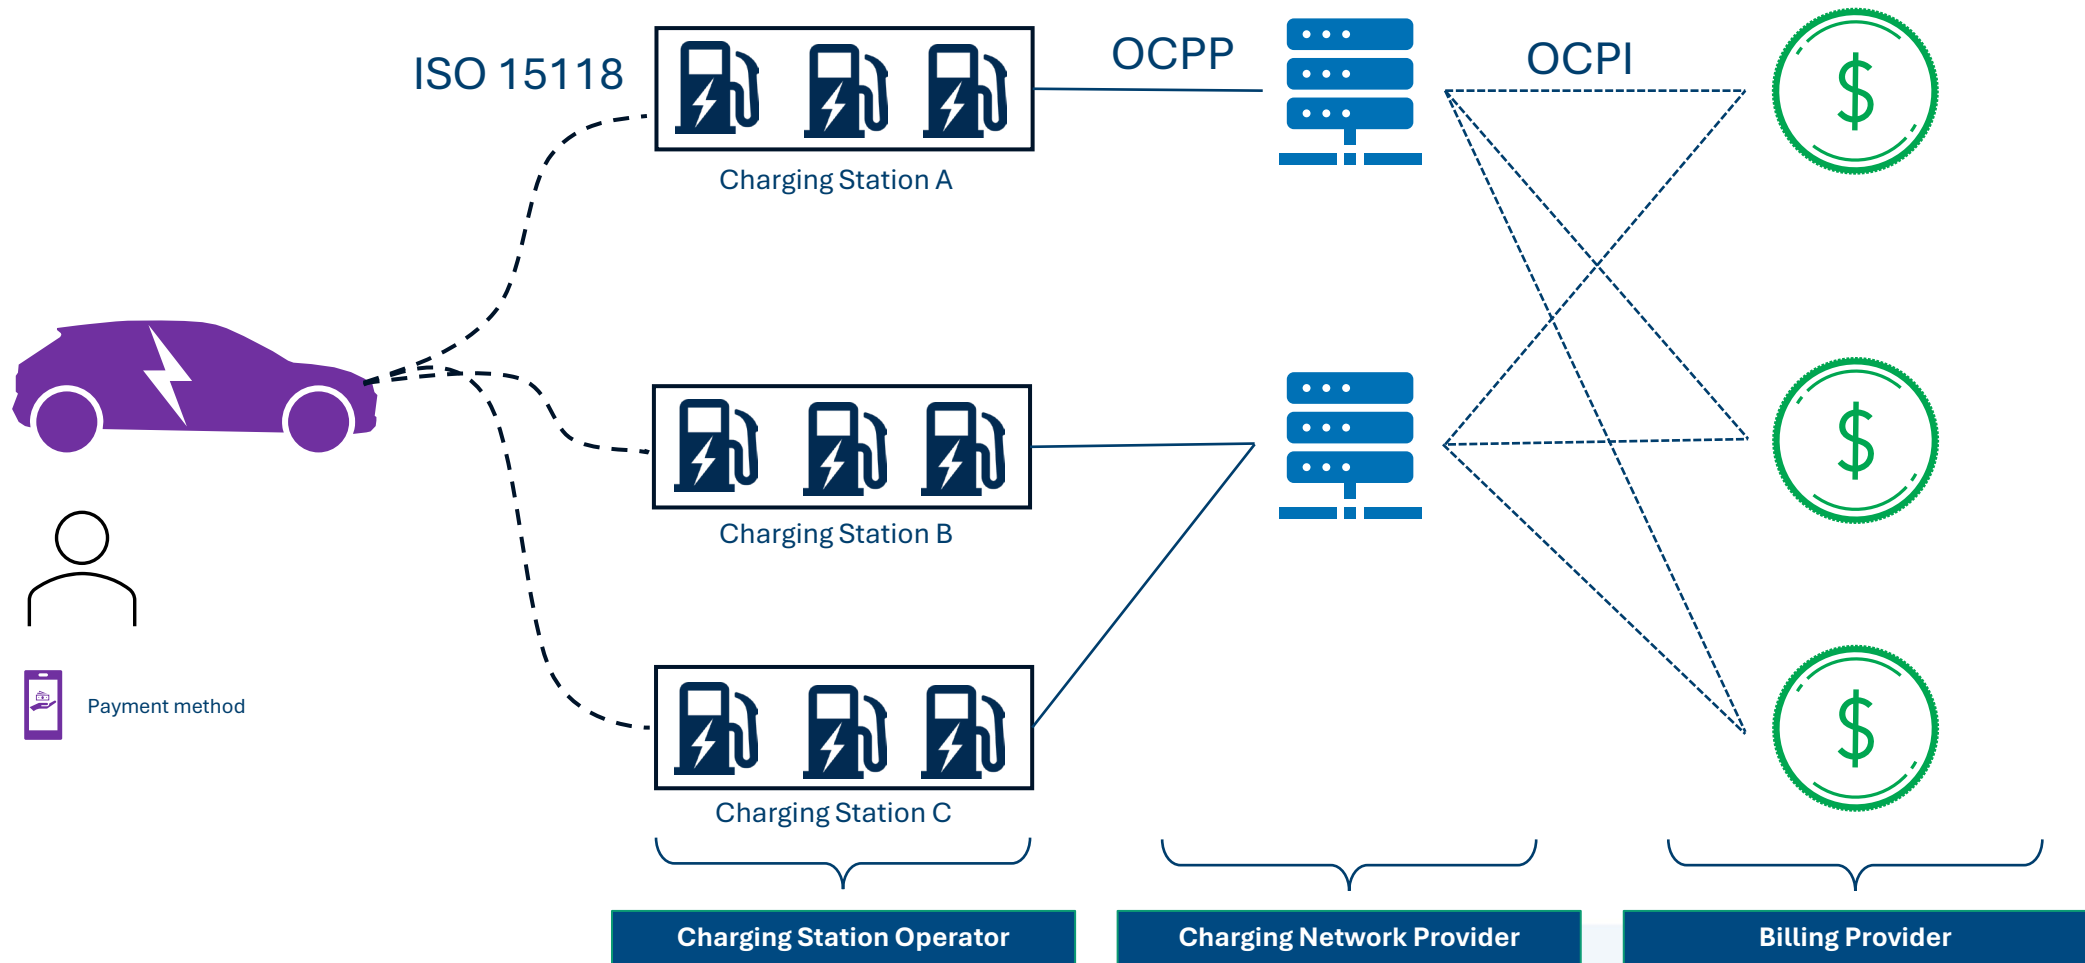 ISO 15118
OCPP
OCPI
Charging Station A
Charging Station B
Payment method
Charging Station C
Charging Station Operator
Charging Network Provider
Billing Provider